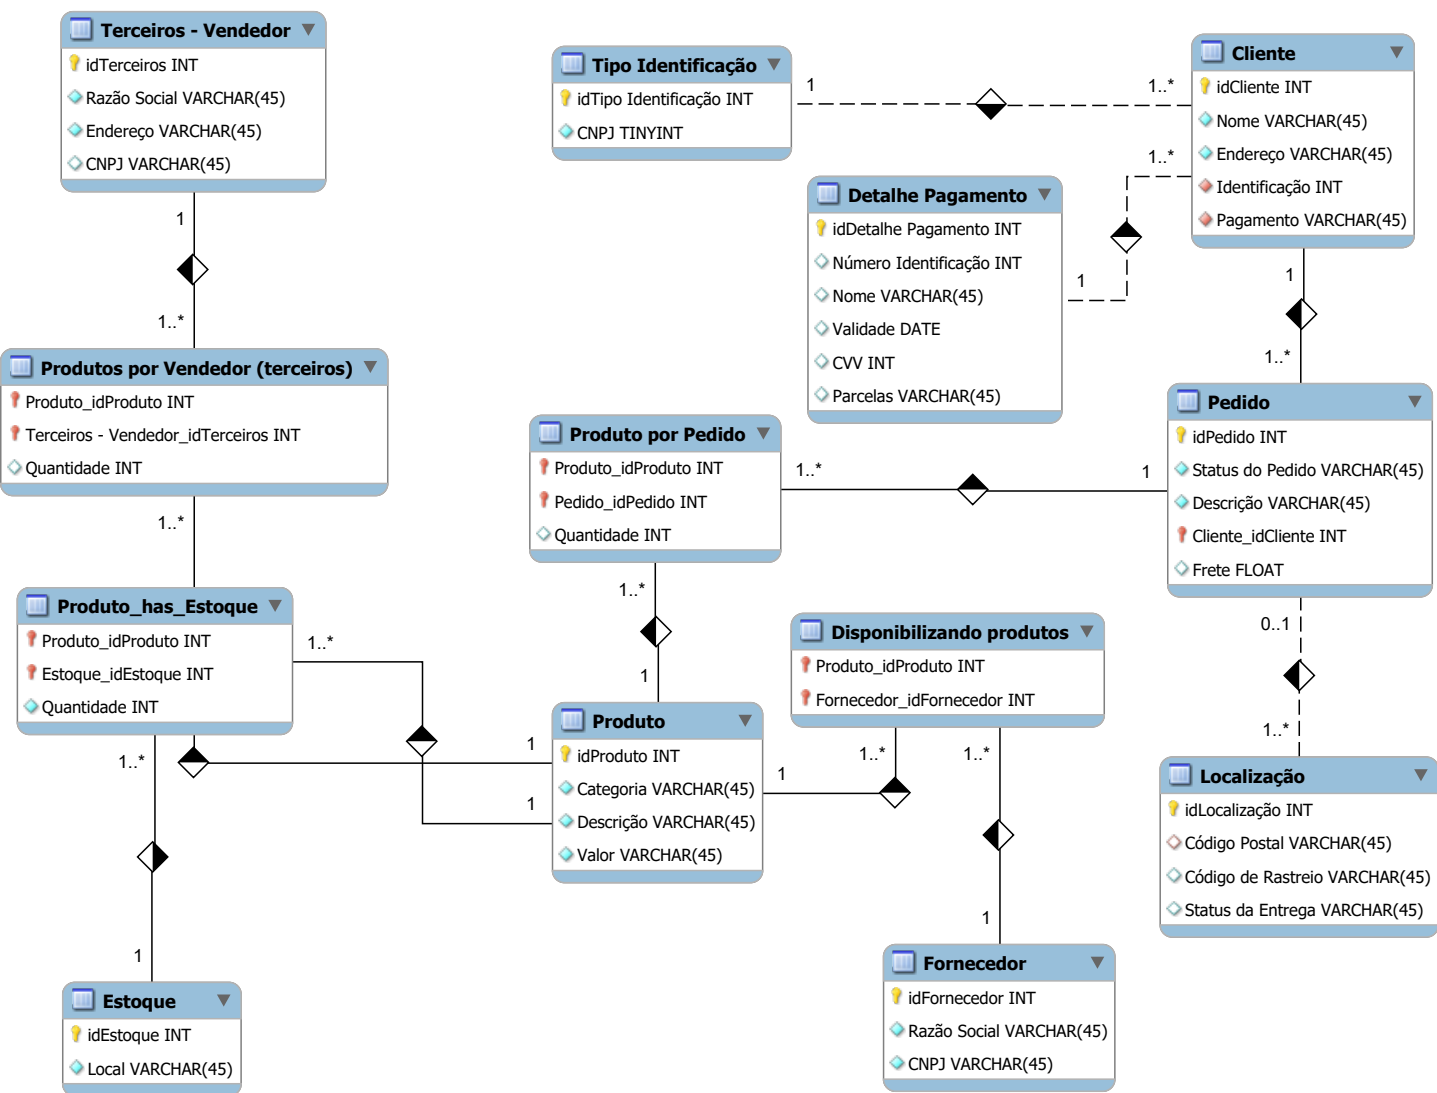 Terceiros - Vendedor
idTerceiros INT
Razão Social VARCHAR(45)
Endereço VARCHAR(45)
CNPJ VARCHAR(45)
1
1..*
Produtos por Vendedor (terceiros)
Produto_idProduto INT
Terceiros - Vendedor_idTerceiros INT
Quantidade INT
1..*
Produto_has_Estoque
Produto_idProduto INT
Estoque_idEstoque INT
Quantidade INT
1..*
1..*
1
1
1
Estoque
idEstoque INT
Local VARCHAR(45)
Tipo Identificação
idTipo Identificação INT
CNPJ TINYINT
1
1..*
Cliente
idCliente INT
Nome VARCHAR(45)
Endereço VARCHAR(45)
Identificação INT
Pagamento VARCHAR(45)
1..*
1
Detalhe Pagamento
idDetalhe Pagamento INT
Número Identificação INT
Nome VARCHAR(45)
Validade DATE
CVV INT
Parcelas VARCHAR(45)
1
1..*
Pedido
idPedido INT
Status do Pedido VARCHAR(45)
Descrição VARCHAR(45)
Cliente_idCliente INT
Frete FLOAT
Produto por Pedido
Produto_idProduto INT
Pedido_idPedido INT
Quantidade INT
1..*
1
1..*
1
Produto
idProduto INT
Categoria VARCHAR(45)
Descrição VARCHAR(45)
Valor VARCHAR(45)
1
Disponibilizando produtos
Produto_idProduto INT
Fornecedor_idFornecedor INT
1..*
1..*
1
Fornecedor
idFornecedor INT
Razão Social VARCHAR(45)
CNPJ VARCHAR(45)
0..1
1..*
Localização
idLocalização INT
Código Postal VARCHAR(45)
Código de Rastreio VARCHAR(45)
Status da Entrega VARCHAR(45)